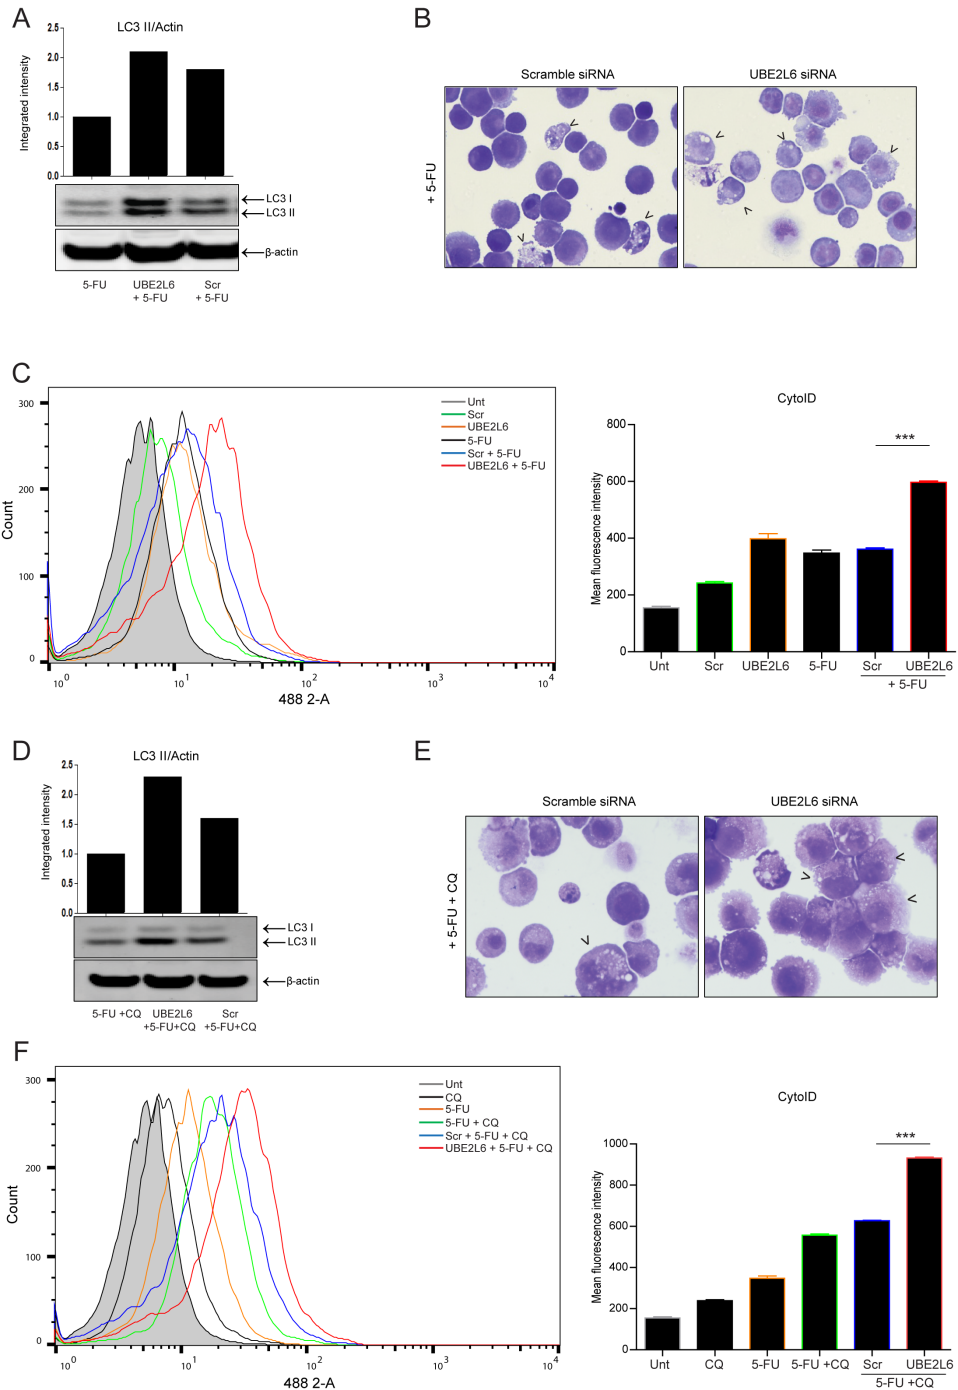 A
LC3 II/Actin
Integrated intensity
2.5
2.0
1.5
1.0
0.5
0.0
LC3 I
LC3 II
β-actin
5-FU
UBE2L6
+ 5-FU
Scr
+ 5-FU
B
Scramble siRNA
UBE2L6 siRNA
+ 5-FU
C
300
200
100
0
Count
10^0
10^1
10^2
10^3
10^4
488 2-A
Unt
Scr
UBE2L6
5-FU
Scr + 5-FU
UBE2L6 + 5-FU
CytoID
Mean fluorescence intensity
800
600
400
200
0
***
Unt
Scr
UBE2L6
5-FU
Scr
UBE2L6
+ 5-FU
D
LC3 II/Actin
Integrated intensity
2.5
2.0
1.5
1.0
0.5
0.0
LC3 I
LC3 II
β-actin
5-FU +CQ
UBE2L6
+5-FU+CQ
Scr
+5-FU+CQ
E
Scramble siRNA
UBE2L6 siRNA
+ 5-FU + CQ
F
300
200
100
0
Count
10^0
10^1
10^2
10^3
10^4
488 2-A
Unt
CQ
5-FU
5-FU + CQ
Scr + 5-FU + CQ
UBE2L6 + 5-FU + CQ
CytoID
Mean fluorescence intensity
1000
800
600
400
200
0
***
Unt
CQ
5-FU
5-FU +CQ
Scr
UBE2L6
5-FU +CQ